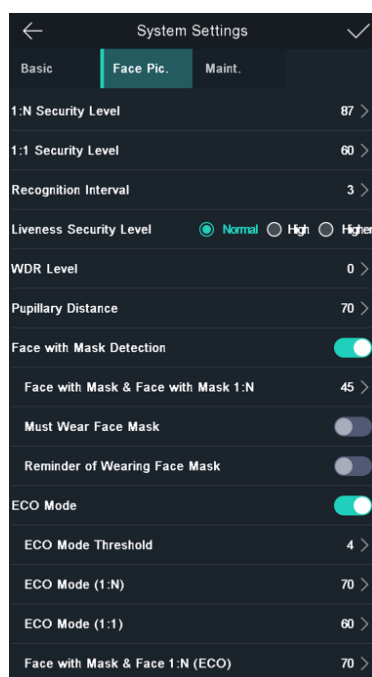 System Settings
Basic Face Pic. Maint.
1:N Security Level 87
1:1 Security Level 60
Recognition Interval 3
Liveness Security Level Normal High Higher
WDR Level 0
Pupillary Distance 70
Face with Mask Detection
Face with Mask & Face with Mask 1:N 45
Must Wear Face Mask
Reminder of Wearing Face Mask
ECO Mode
ECO Mode Threshold 4
ECO Mode (1:N) 70
ECO Mode (1:1) 60
Face with Mask & Face 1:N (ECO) 70